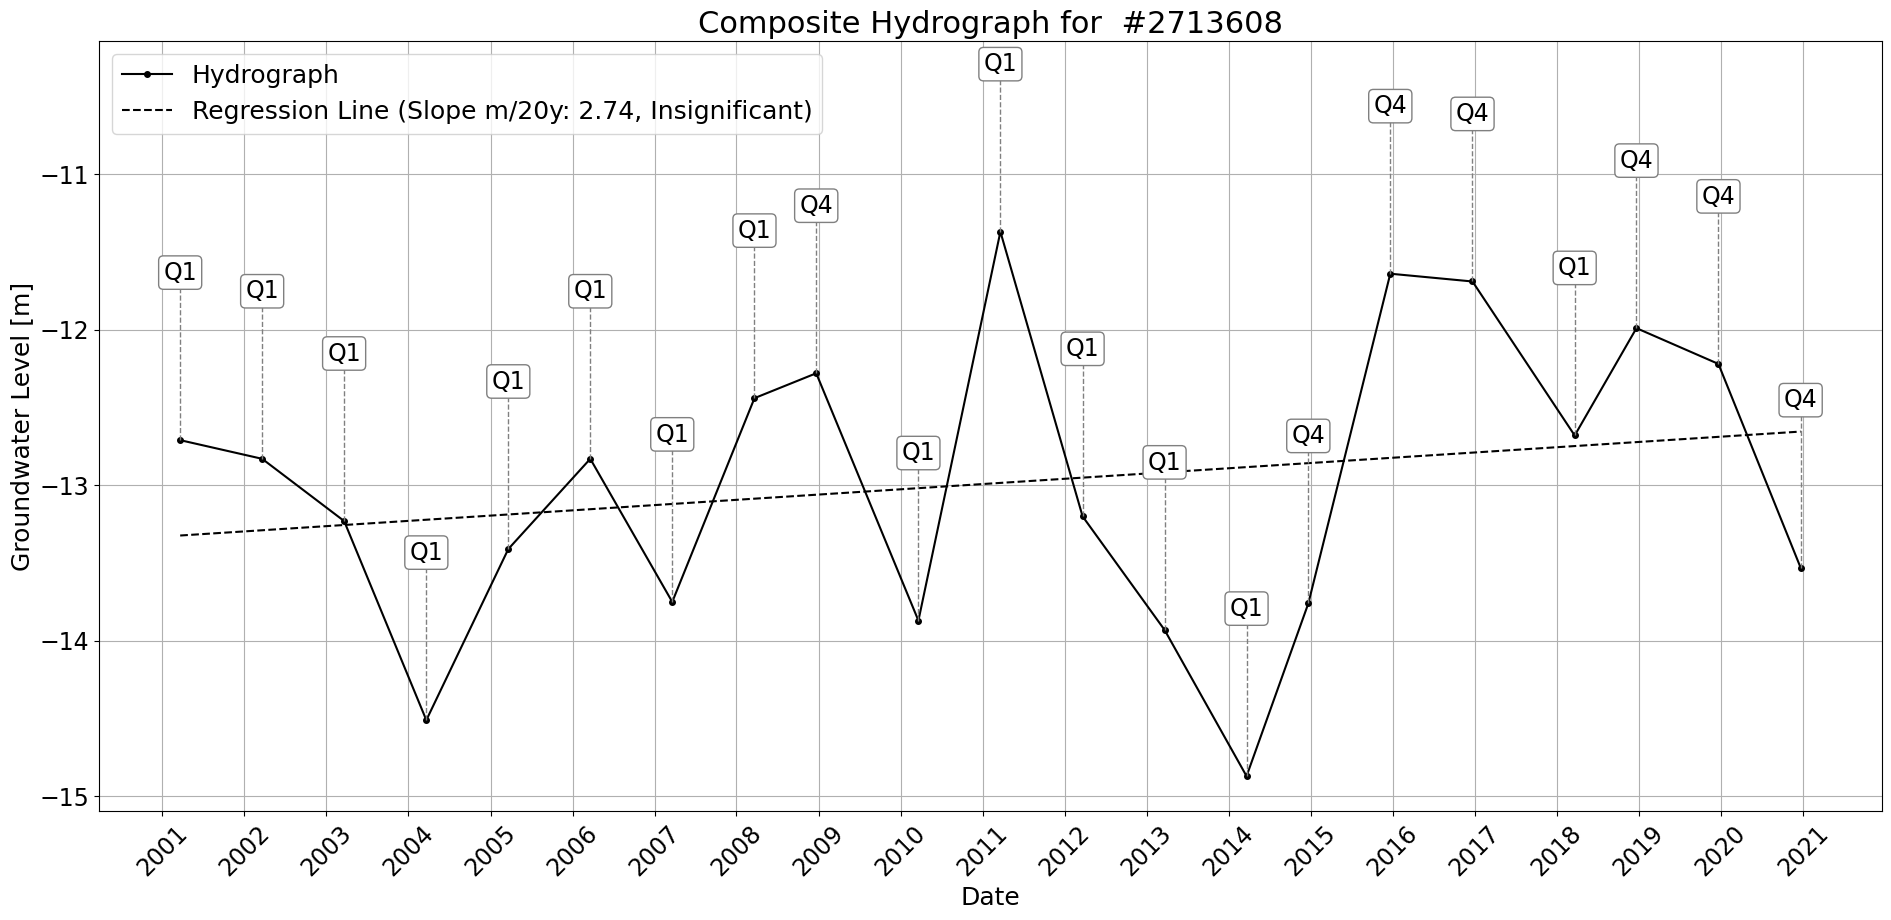 Composite Hydrograph for  #2713608
Hydrograph
Regression Line (Slope m/20y: 2.74, Insignificant)
Groundwater Level [m]
−11
−12
−13
−14
−15
Q1
Q1
Q1
Q1
Q1
Q1
Q1
Q1
Q4
Q1
Q1
Q1
Q1
Q1
Q4
Q4
Q4
Q1
Q4
Q4
Q4
2001
2002
2003
2004
2005
2006
2007
2008
2009
2010
2011
2012
2013
2014
2015
2016
2017
2018
2019
2020
2021
Date